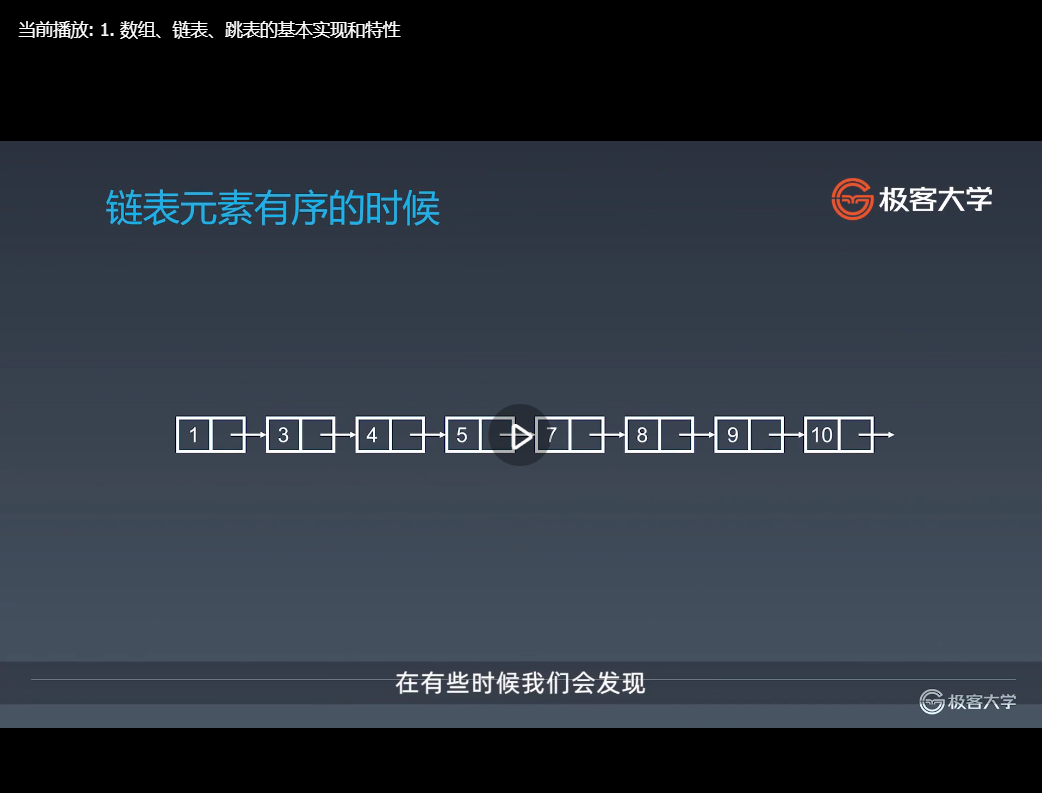 当前播放: 1. 数组、链表、跳表的基本实现和特性
链表元素有序的时候
极客大学
1 3 4 5 7 8 9 10
在有些时候我们会发现
极客大学